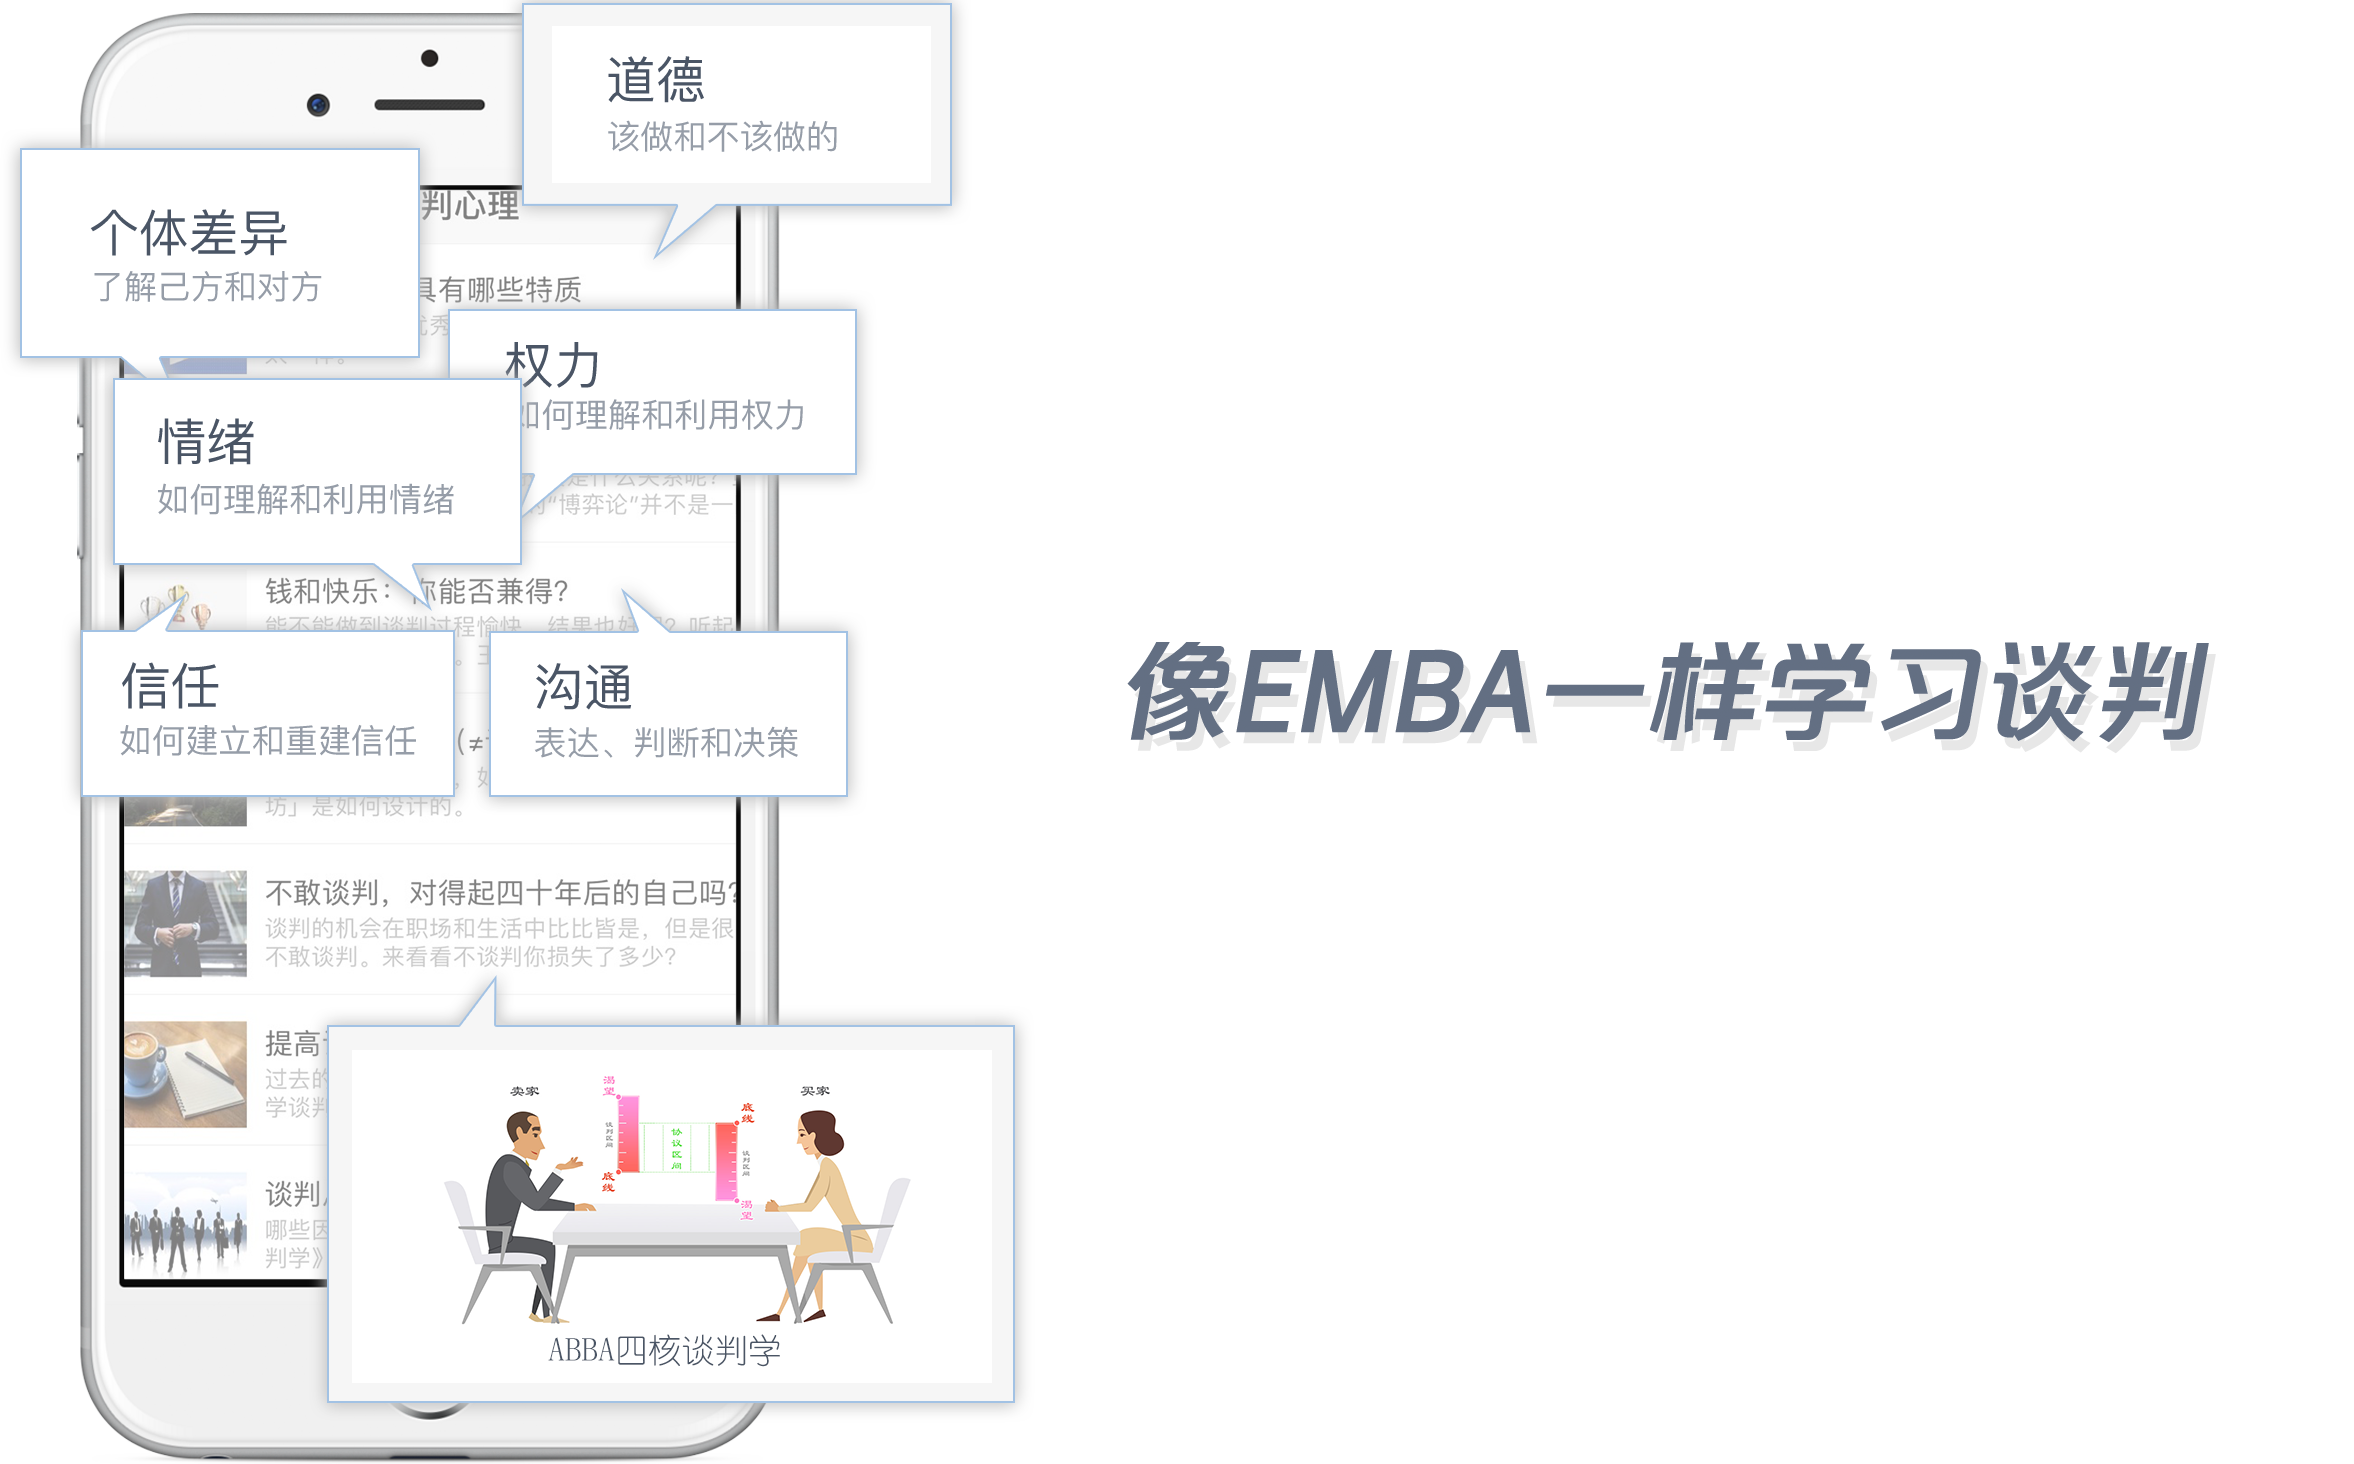 道德
该做和不该做的
判心理
个体差异
了解己方和对方
具有哪些特质
优秀
权力
如何理解和利用权力
情绪
如何理解和利用情绪
是什么关系呢？
“博弈论”并不是一
钱和快乐：你能否兼得？
能不能做到谈判过程愉快，结果也好
听起
信任
如何建立和重建信任
沟通
表达、判断和决策
坊」是如何设计的。
不敢谈判，对得起四十年后的自己吗？
谈判的机会在职场和生活中比比皆是，但是很
不敢谈判。来看看不谈判你损失了多少？
提高
过去的
学谈判
谈判
哪些因
判学》
卖家
渴望
谈判区间
底线
协议区间
底线
谈判区间
渴望
买家
ABBA四核谈判学
像EMBA一样学习谈判